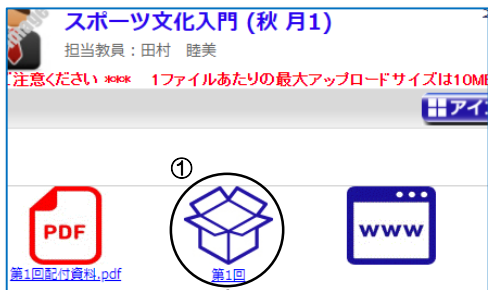 スポーツ文化入門 (秋 月1)
担当教員：田村　睦美
ご注意ください ***　1ファイルあたりの最大アップロードサイズは10MB
アイコ
①
PDF
www
第1回配付資料.pdf
第1回